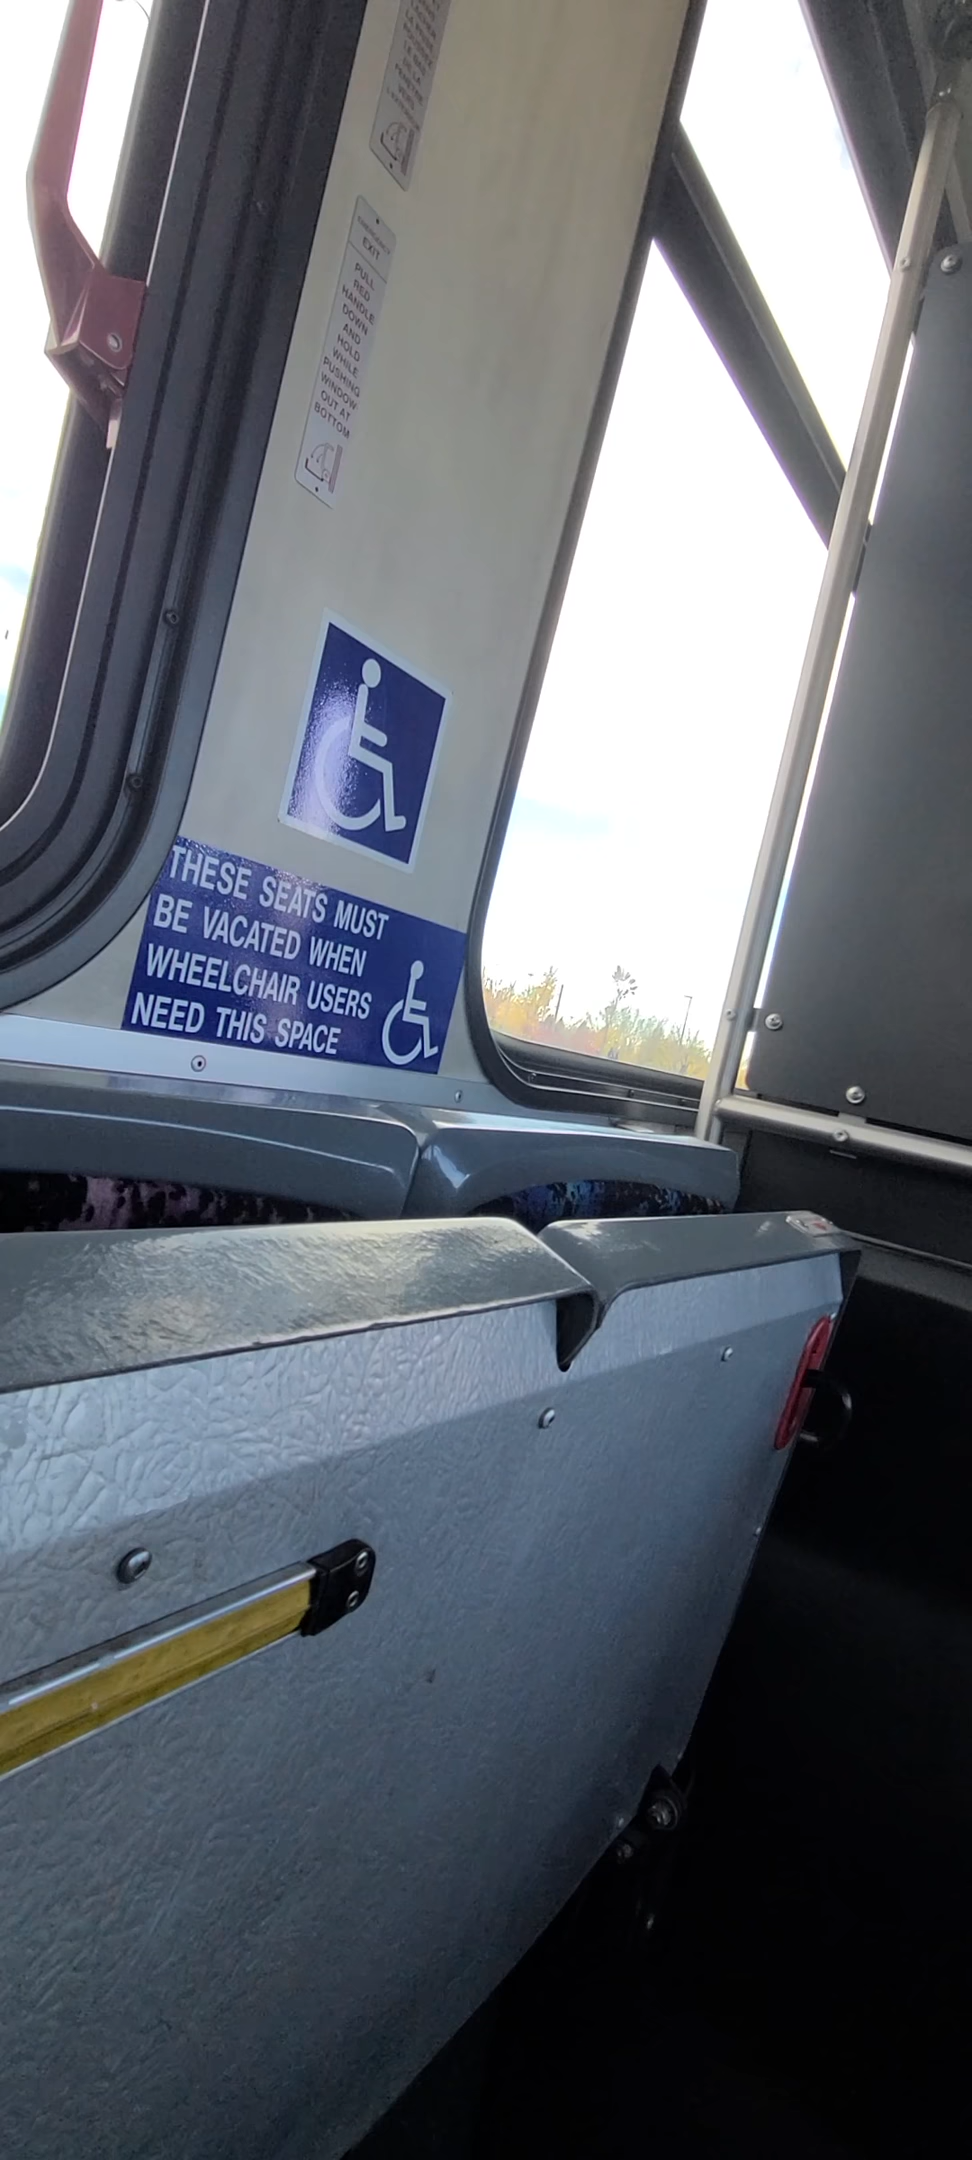 EMERGENCY
EXIT
PULL
RED
HANDLE
DOWN
AND
HOLD
WHILE
PUSHING
WINDOW
OUT AT
BOTTOM
THESE SEATS MUST
BE VACATED WHEN
WHEELCHAIR USERS
NEED THIS SPACE